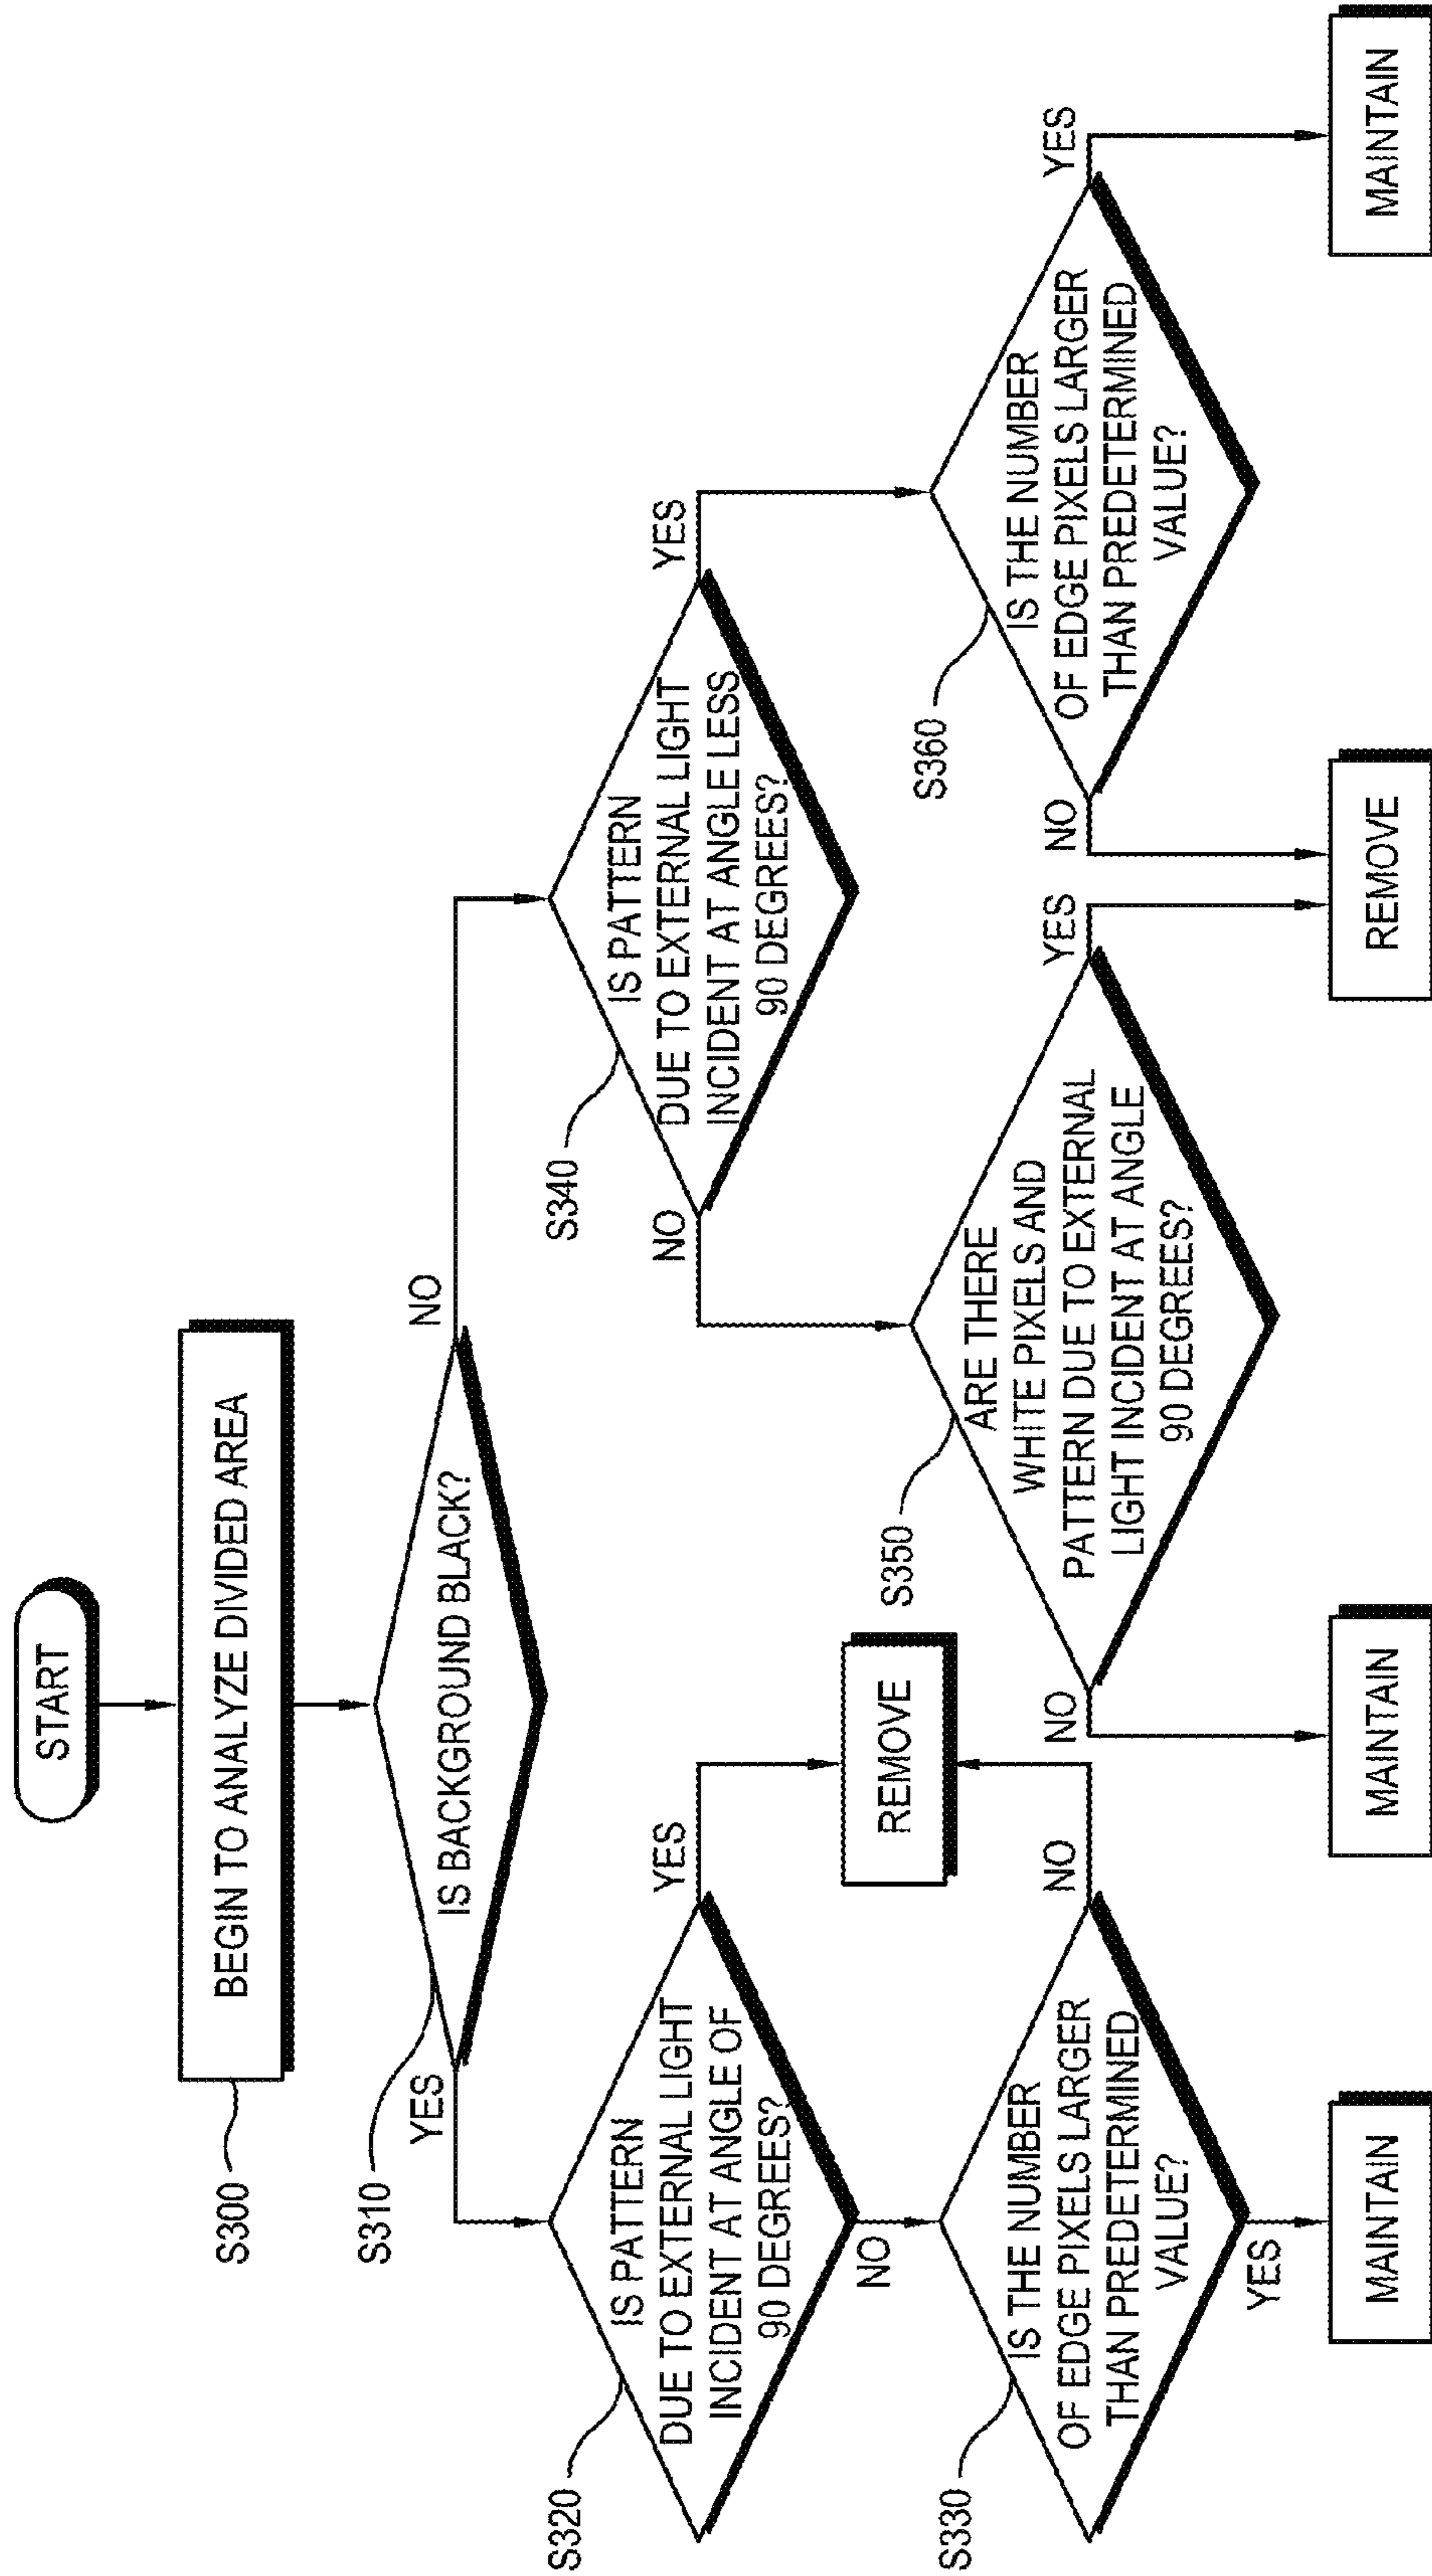 START
BEGIN TO ANALYZE DIVIDED AREA
S300
IS BACKGROUND BLACK?
S310
YES
NO
IS PATTERN
DUE TO EXTERNAL LIGHT
INCIDENT AT ANGLE OF
90 DEGREES?
S320
YES
NO
IS PATTERN
DUE TO EXTERNAL LIGHT
INCIDENT AT ANGLE LESS
90 DEGREES?
S340
NO
YES
REMOVE
IS THE NUMBER
OF EDGE PIXELS LARGER
THAN PREDETERMINED
VALUE?
S330
NO
YES
ARE THERE
WHITE PIXELS AND
PATTERN DUE TO EXTERNAL
LIGHT INCIDENT AT ANGLE
90 DEGREES?
S350
NO
YES
IS THE NUMBER
OF EDGE PIXELS LARGER
THAN PREDETERMINED
VALUE?
S360
NO
YES
MAINTAIN
MAINTAIN
REMOVE
MAINTAIN